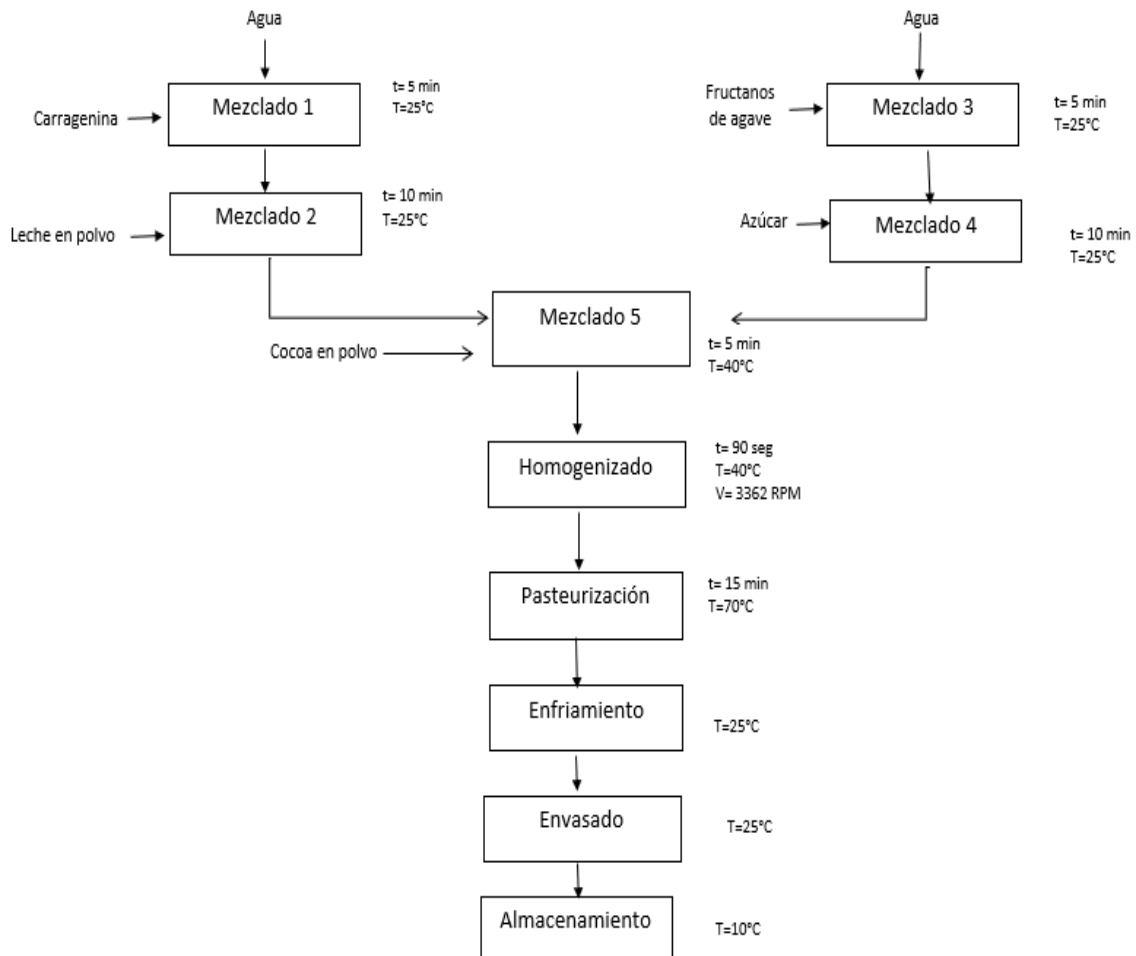 Agua
Carragenina
Mezclado 1
t= 5 min
T=25°C
Leche en polvo
Mezclado 2
t= 10 min
T=25°C
Agua
Fructanos
de agave
Mezclado 3
t= 5 min
T=25°C
Azúcar
Mezclado 4
t= 10 min
T=25°C
Cocoa en polvo
Mezclado 5
t= 5 min
T=40°C
Homogenizado
t= 90 seg
T=40°C
V= 3362 RPM
Pasteurización
t= 15 min
T=70°C
Enfriamiento
T=25°C
Envasado
T=25°C
Almacenamiento
T=10°C